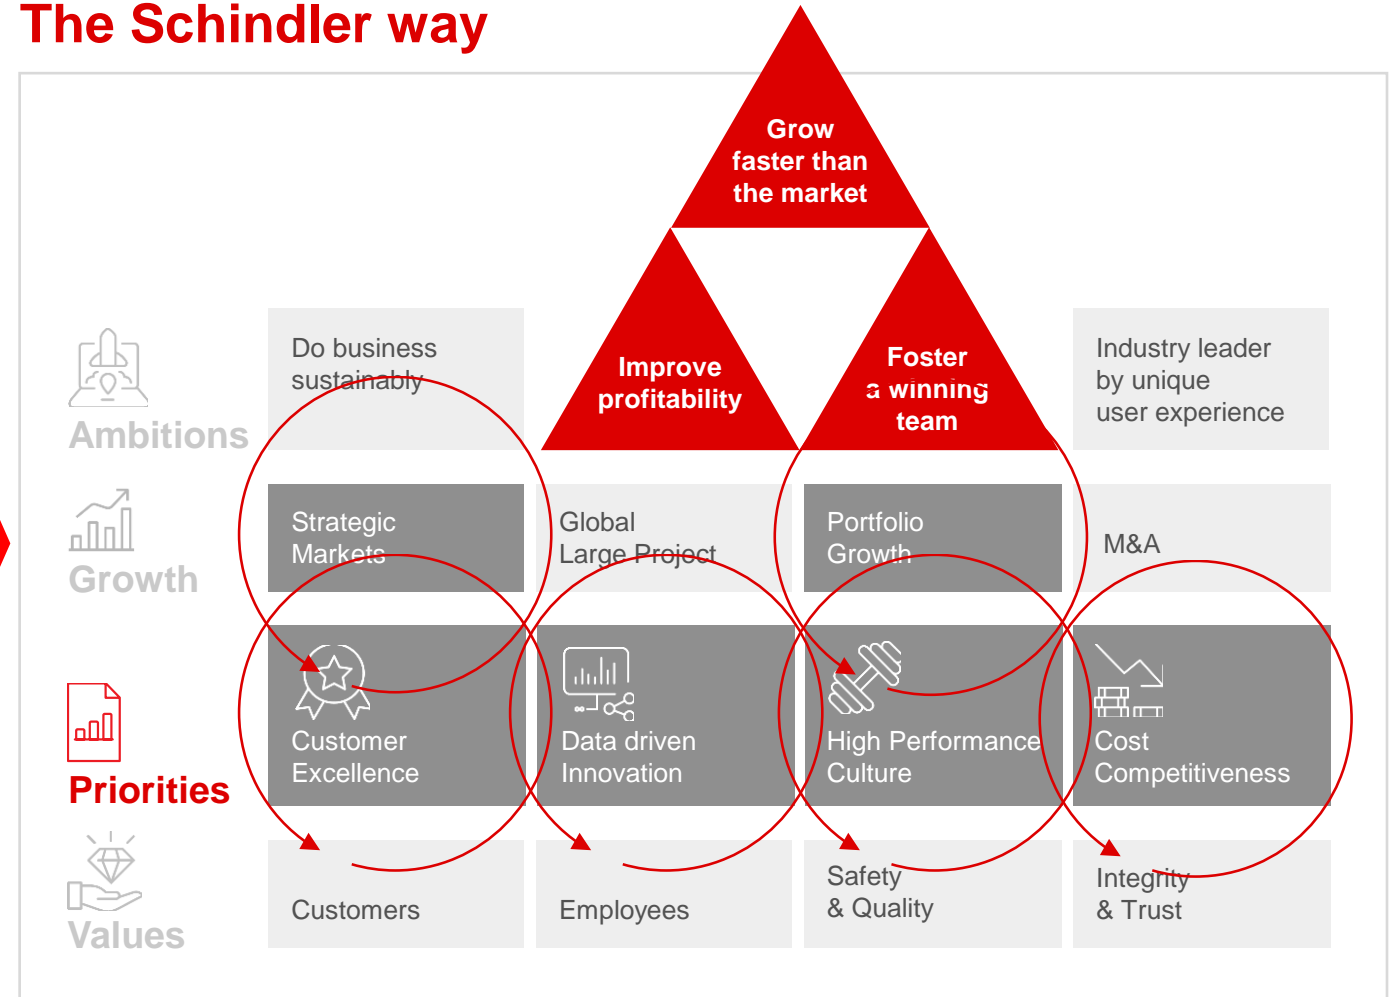 The Schindler way
Grow
faster than
the market
Improve
profitability
Foster
a winning
team
Ambitions
Do business
sustainably
Industry leader
by unique
user experience
Growth
Strategic
Markets
Global
Large Project
Portfolio
Growth
M&A
Priorities
Customer
Excellence
Data driven
Innovation
High Performance
Culture
Cost
Competitiveness
Values
Customers
Employees
Safety
& Quality
Integrity
& Trust